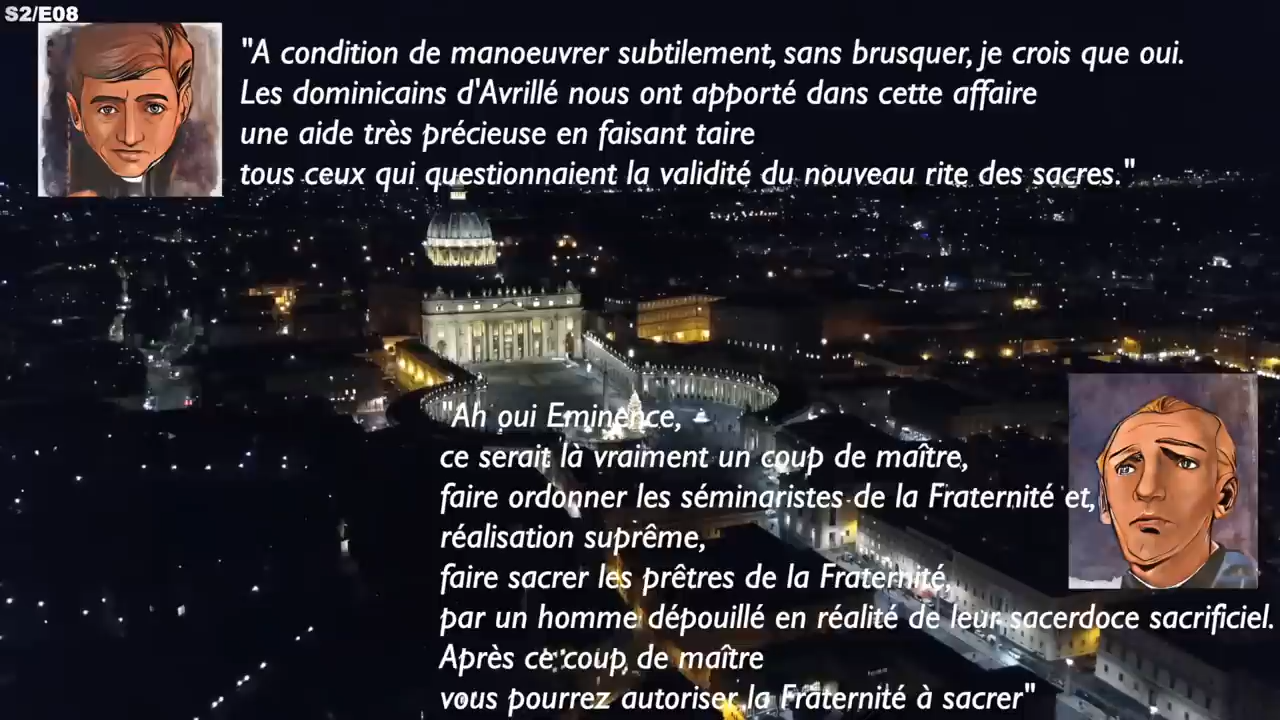 S2/E08
"A condition de manoeuvrer subtilement, sans brusquer, je crois que oui.
Les dominicains d'Avrillé nous ont apporté dans cette affaire
une aide très précieuse en faisant taire
tous ceux qui questionnaient la validité du nouveau rite des sacres."
"Ah oui Eminence,
ce serait là vraiment un coup de maître,
faire ordonner les séminaristes de la Fraternité et,
réalisation suprême,
faire sacrer les prêtres de la Fraternité,
par un homme dépouillé en réalité de leur sacerdoce sacrificiel.
Après ce coup de maître
vous pourrez autoriser la Fraternité à sacrer"